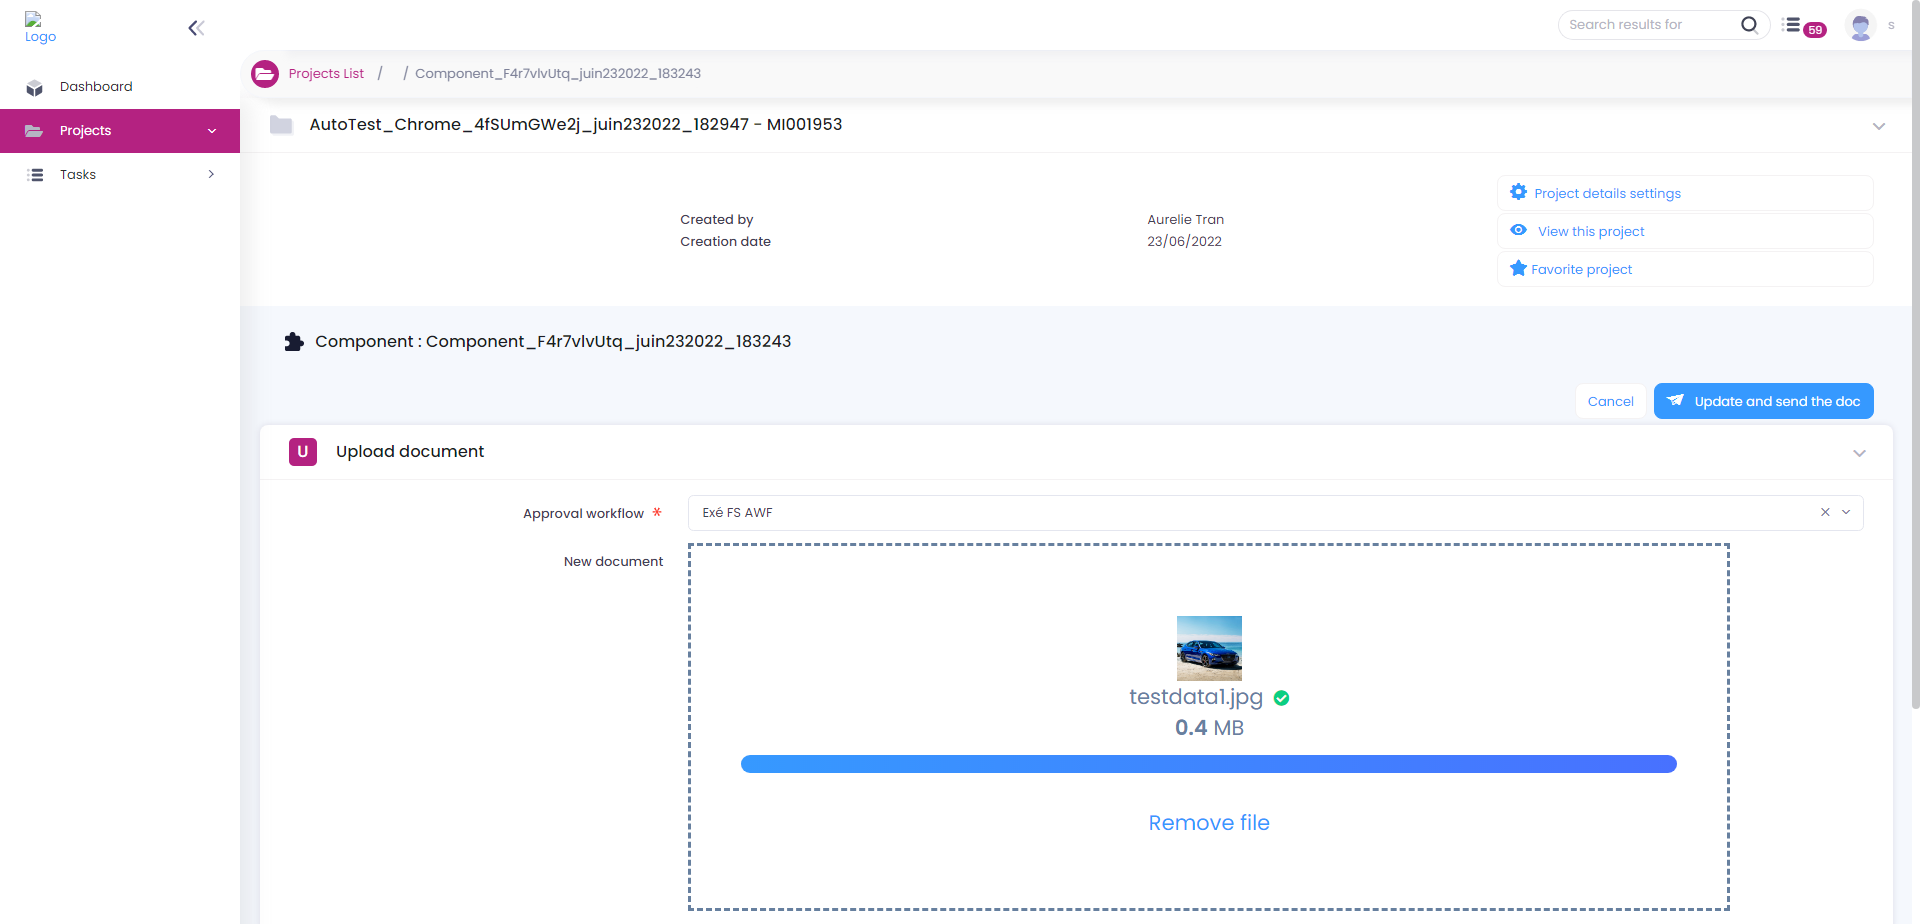 Logo
Search results for
59
s
Dashboard
Projects
Tasks
Projects List / / Component_F4r7vlvUtq_juin232022_183243
AutoTest_Chrome_4fSUmGWe2j_juin232022_182947 - MI001953
Created by
Aurelie Tran
Creation date
23/06/2022
Project details settings
View this project
Favorite project
Component : Component_F4r7vlvUtq_juin232022_183243
Cancel
Update and send the doc
U
Upload document
Approval workflow *
Exé FS AWF
New document
testdata1.jpg
0.4 MB
Remove file